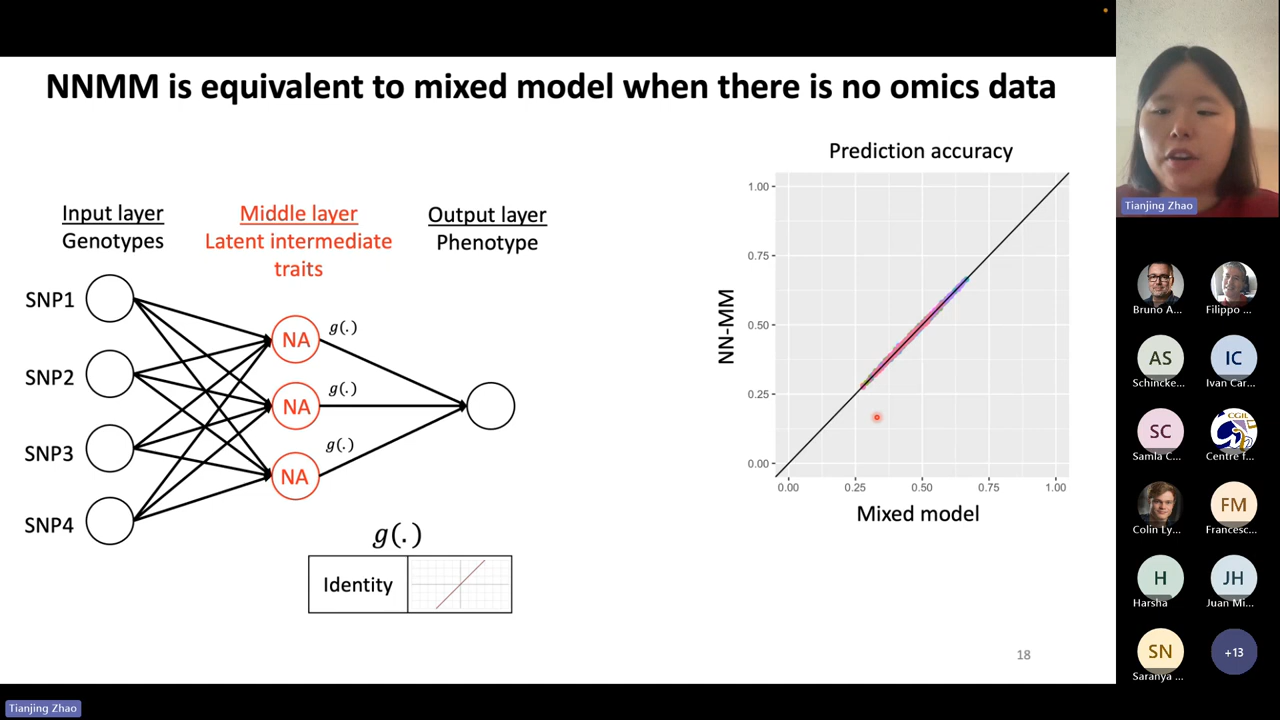 NNMM is equivalent to mixed model when there is no omics data
Input layer
Genotypes
Middle layer
Latent intermediate
traits
Output layer
Phenotype
SNP1
SNP2
SNP3
SNP4
NA
NA
NA
g(.)
g(.)
g(.)
g(.)
Identity
Prediction accuracy
NN-MM
1.00
0.75
0.50
0.25
0.00
0.00
0.25
0.50
0.75
1.00
Mixed model
18
Tianjing Zhao
Bruno A...
Filippo ...
AS
Schincke...
IC
Ivan Car...
SC
Samla C...
CGIL
Centre f...
Colin Ly...
FM
Francesc...
H
Harsha
JH
Juan Mi...
SN
Saranya ...
+13
Tianjing Zhao